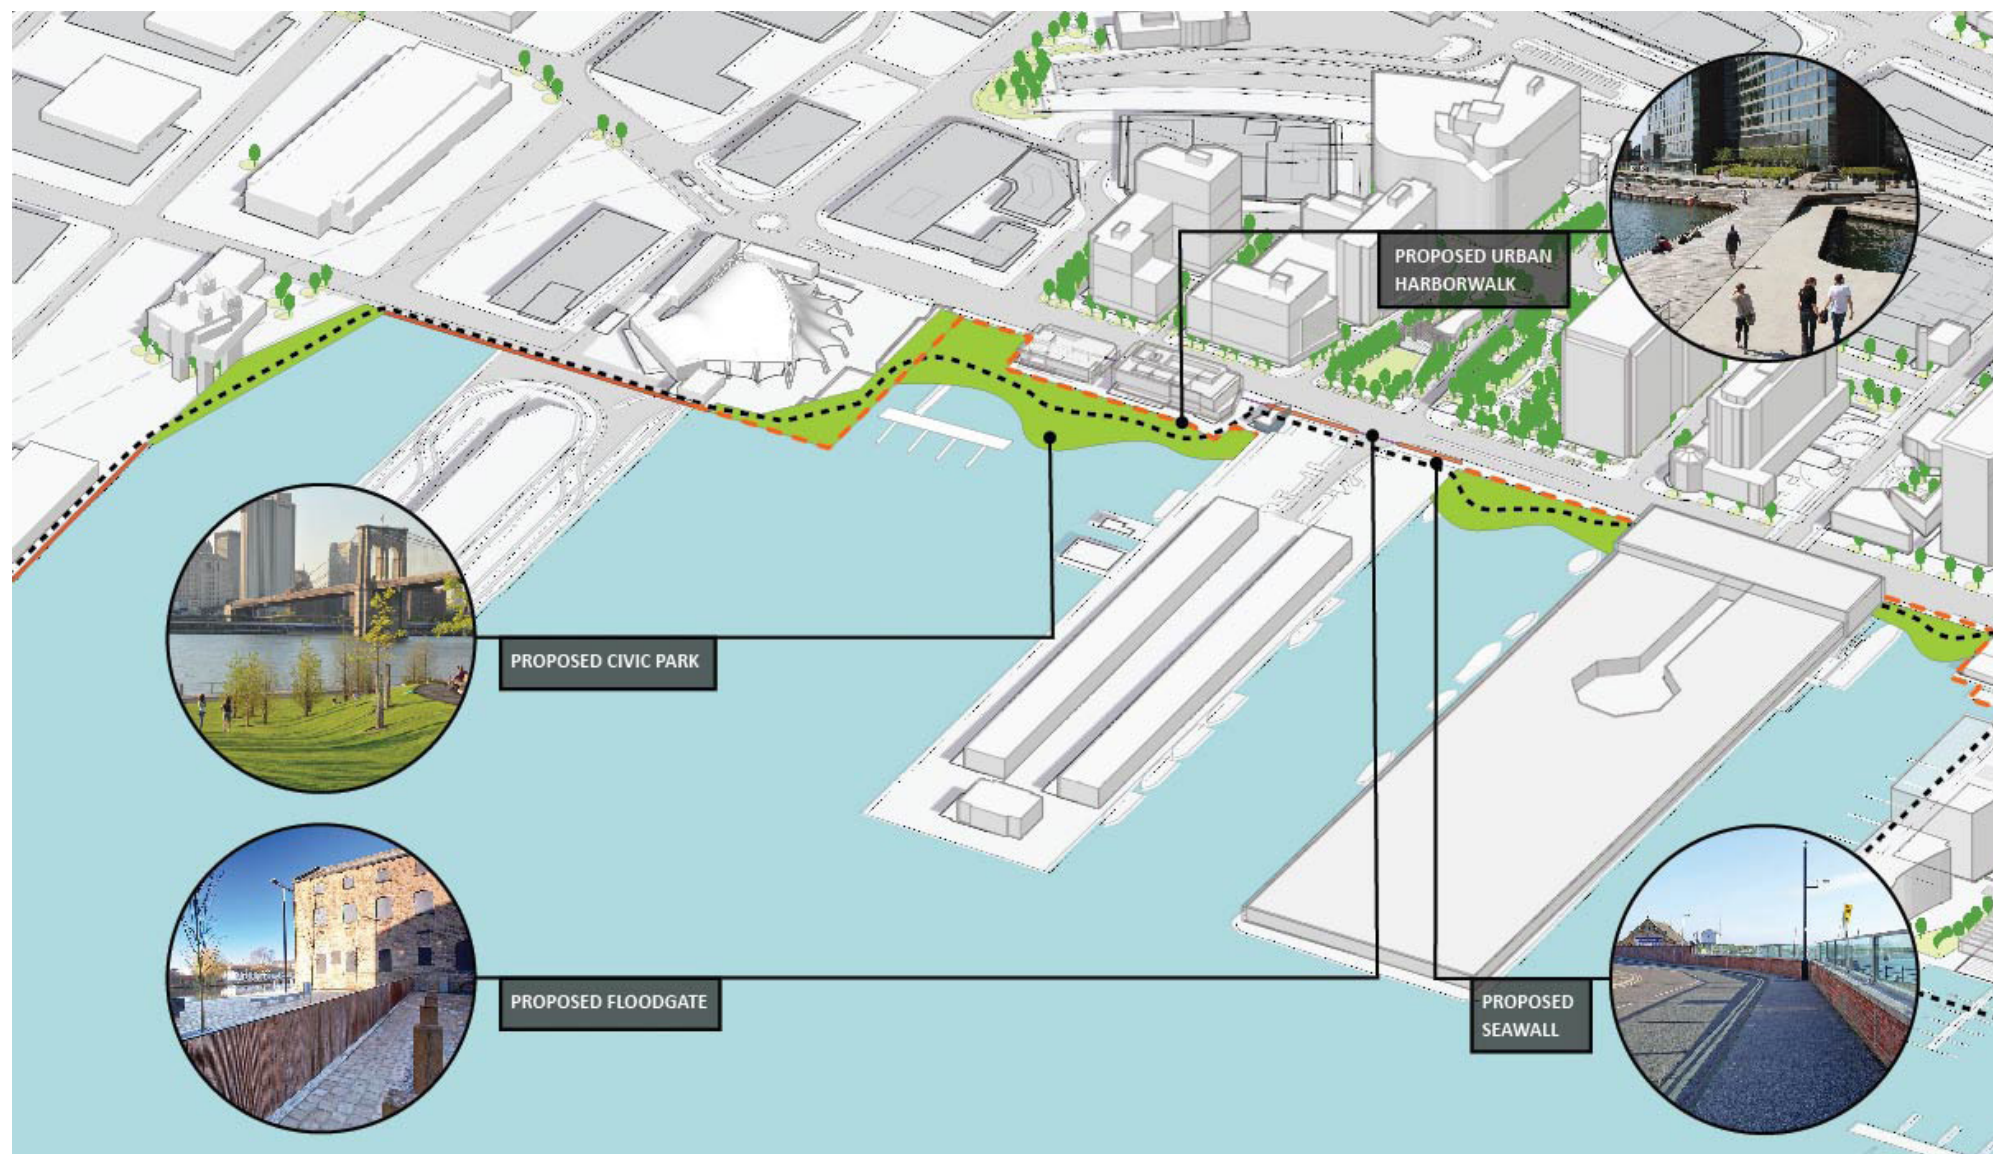 PROPOSED URBAN
HARBORWALK
PROPOSED CIVIC PARK
PROPOSED FLOODGATE
PROPOSED
SEAWALL